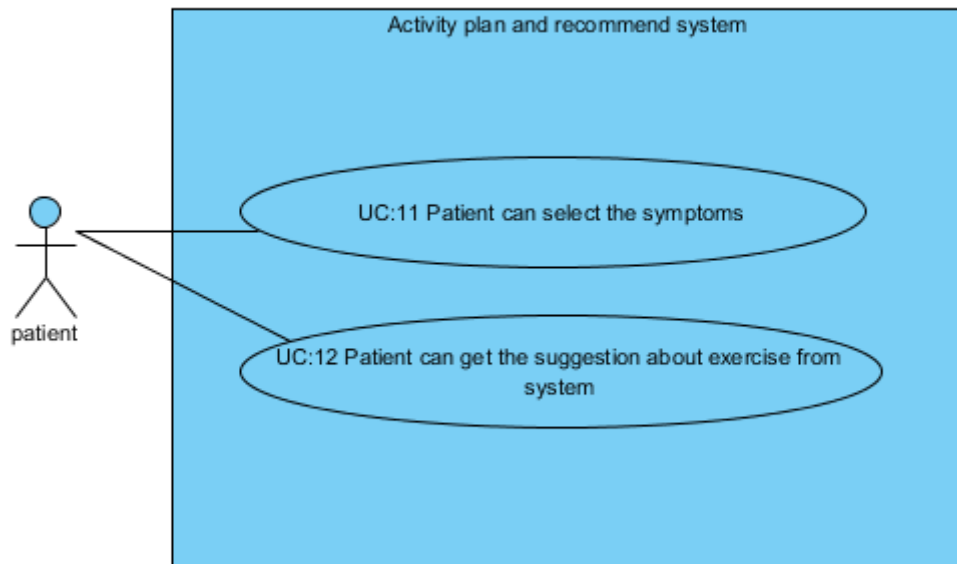 Activity plan and recommend system
UC:11 Patient can select the symptoms
patient
UC:12 Patient can get the suggestion about exercise from
system